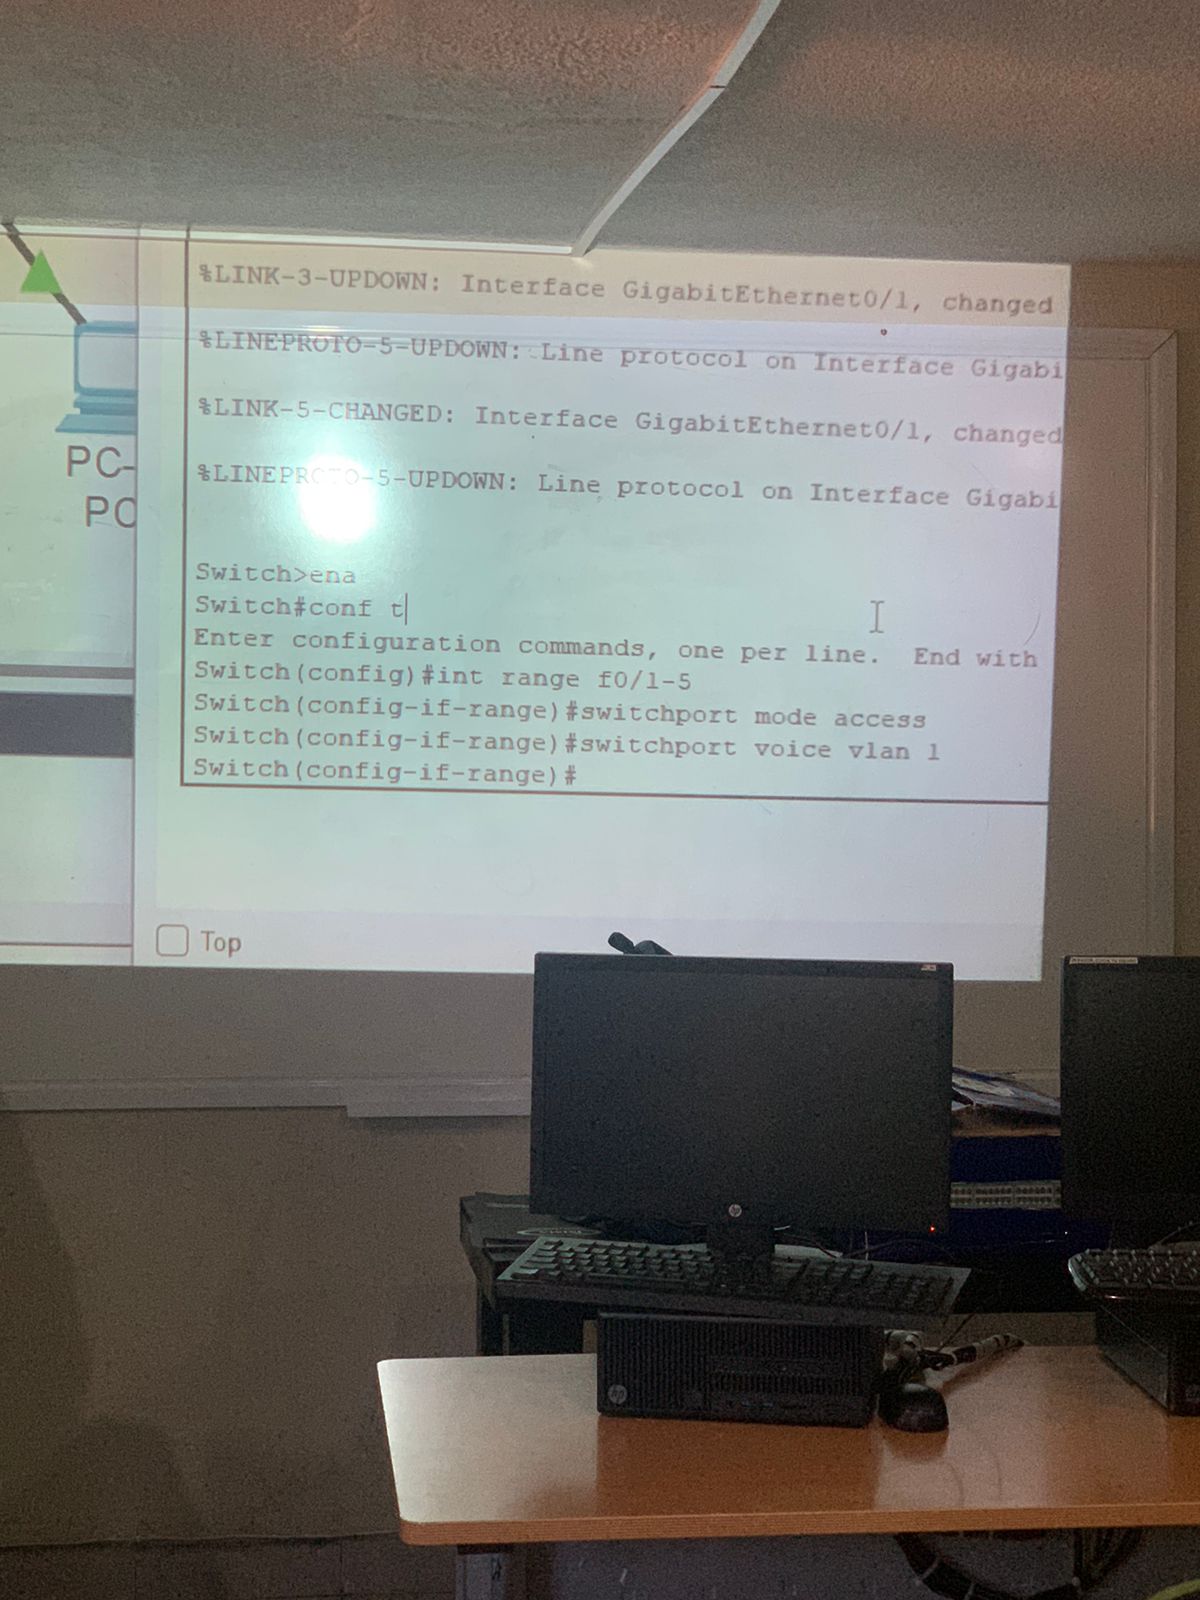 %LINK-3-UPDOWN: Interface GigabitEthernet0/1, changed
%LINEPROTO-5-UPDOWN: Line protocol on Interface Gigabi
%LINK-5-CHANGED: Interface GigabitEthernet0/1, changed
%LINEPROTO-5-UPDOWN: Line protocol on Interface Gigabi
PC-
PC
Switch>ena
Switch#conf t
Enter configuration commands, one per line. End with
Switch(config)#int range f0/1-5
Switch(config-if-range)#switchport mode access
Switch(config-if-range)#switchport voice vlan 1
Switch(config-if-range)#
Top
hp
hp